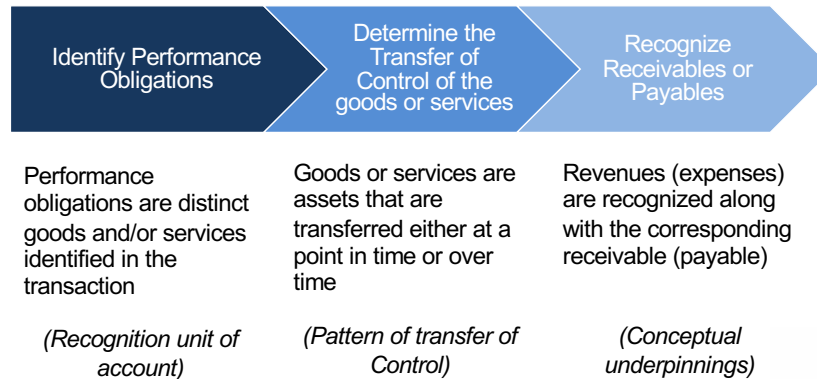 Identify Performance
Obligations
Determine the
Transfer of
Control of the
goods or services
Recognize
Receivables or
Payables
Performance
obligations are distinct
goods and/or services
identified in the
transaction
(Recognition unit of
account)
Goods or services are
assets that are
transferred either at a
point in time or over
time
(Pattern of transfer of
Control)
Revenues (expenses)
are recognized along
with the corresponding
receivable (payable)
(Conceptual
underpinnings)